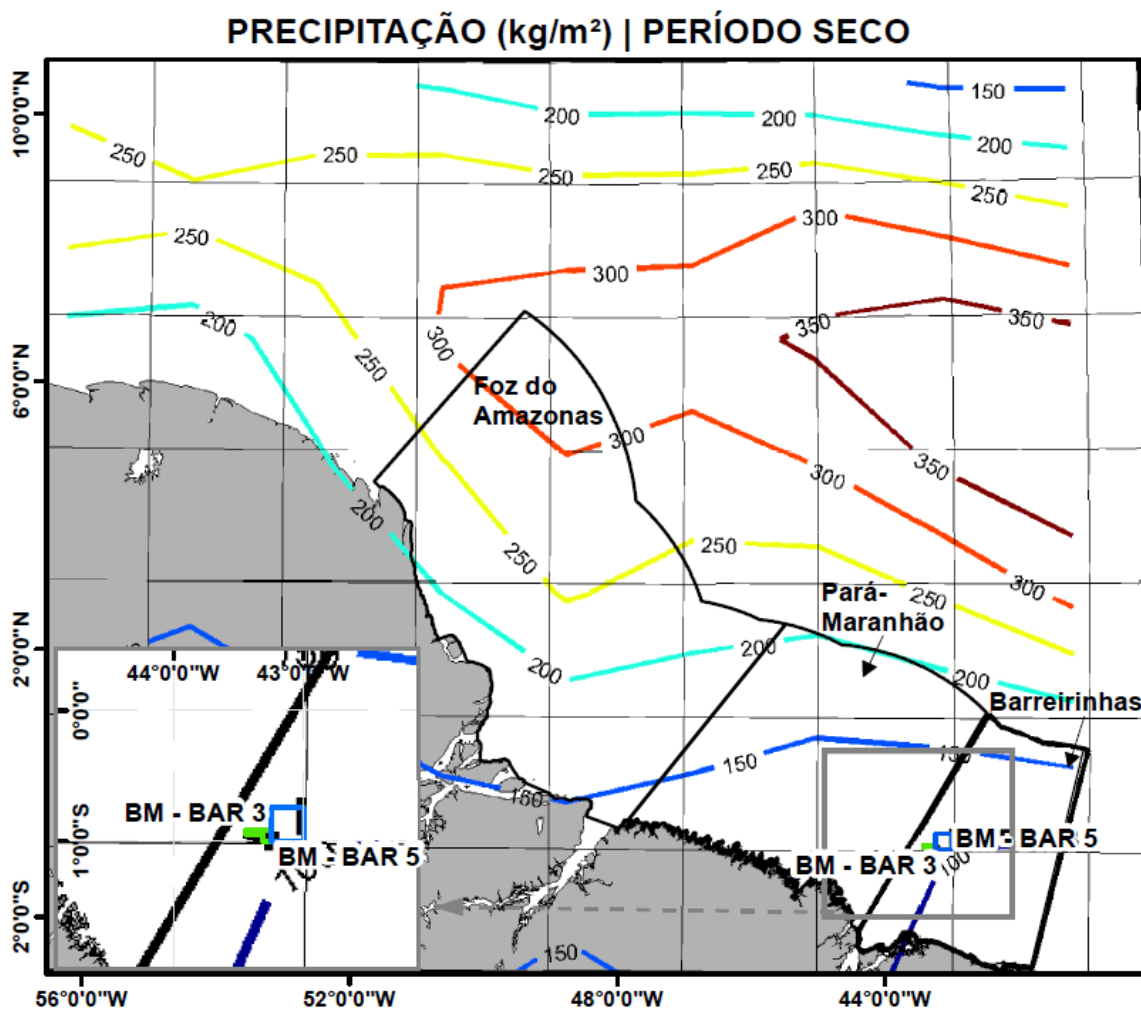 PRECIPITAÇÃO (kg/m²) | PERÍODO SECO
10°0'0"N
6°0'0"N
2°0'0"N
2°0'0"S
56°0'0"W
52°0'0"W
48°0'0"W
44°0'0"W
150
200
200
200
250
250
250
250
300
250
300
350
350
200
300
250
Foz do
Amazonas
300
350
200
300
250
250
300
250
Pará-
Maranhão
200
200
200
Barreirinhas
150
150
150
BM - BAR 5
BM - BAR 3
100
150
44°0'0"W
43°0'0"W
0°0'0"
1°0'0"S
BM - BAR 3
BM - BAR 5